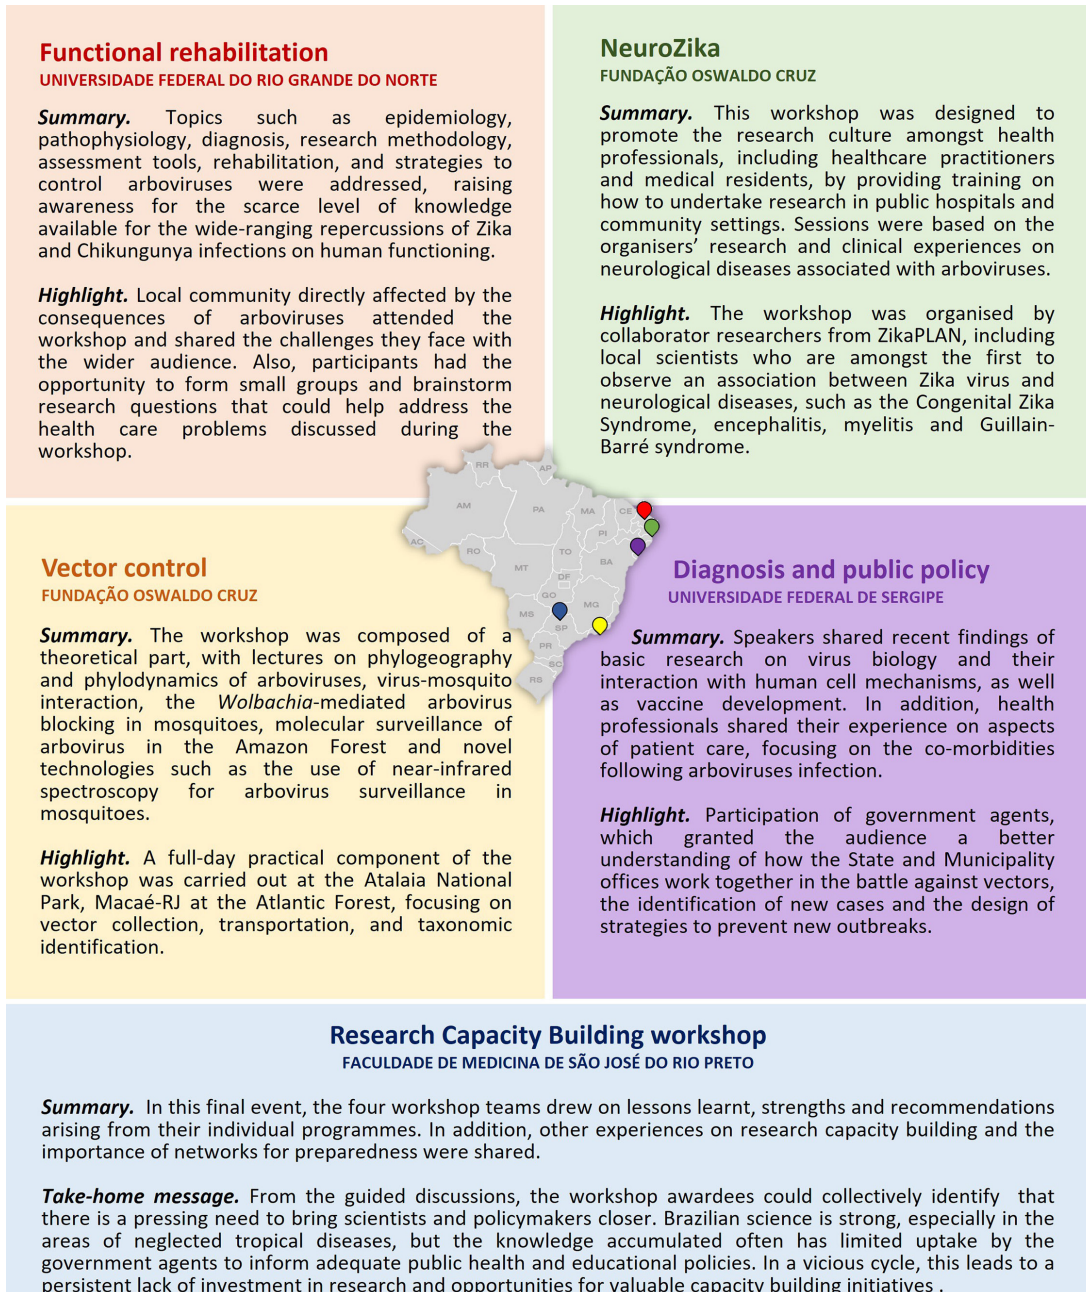 Functional rehabilitation
UNIVERSIDADE FEDERAL DO RIO GRANDE DO NORTE
Summary. Topics such as epidemiology,
pathophysiology, diagnosis, research methodology,
assessment tools, rehabilitation, and strategies to
control arboviruses were addressed, raising
awareness for the scarce level of knowledge
available for the wide-ranging repercussions of Zika
and Chikungunya infections on human functioning.
Highlight. Local community directly affected by the
consequences of arboviruses attended the
workshop and shared the challenges they face with
the wider audience. Also, participants had the
opportunity to form small groups and brainstorm
research questions that could help address the
health care problems discussed during the
workshop.
NeuroZika
FUNDAÇÃO OSWALDO CRUZ
Summary. This workshop was designed to
promote the research culture amongst health
professionals, including healthcare practitioners
and medical residents, by providing training on
how to undertake research in public hospitals and
community settings. Sessions were based on the
organisers’ research and clinical experiences on
neurological diseases associated with arboviruses.
Highlight. The workshop was organised by
collaborator researchers from ZikaPLAN, including
local scientists who are amongst the first to
observe an association between Zika virus and
neurological diseases, such as the Congenital Zika
Syndrome, encephalitis, myelitis and Guillain-
Barré syndrome.
RR
AP
AM
PA
MA
CE
PI
AC
RO
TO
BA
MT
DF
GO
MG
MS
SP
PR
SC
RS
Vector control
FUNDAÇÃO OSWALDO CRUZ
Summary. The workshop was composed of a
theoretical part, with lectures on phylogeography
and phylodynamics of arboviruses, virus-mosquito
interaction, the Wolbachia-mediated arbovirus
blocking in mosquitoes, molecular surveillance of
arbovirus in the Amazon Forest and novel
technologies such as the use of near-infrared
spectroscopy for arbovirus surveillance in
mosquitoes.
Highlight. A full-day practical component of the
workshop was carried out at the Atalaia National
Park, Macaé-RJ at the Atlantic Forest, focusing on
vector collection, transportation, and taxonomic
identification.
Diagnosis and public policy
UNIVERSIDADE FEDERAL DE SERGIPE
Summary. Speakers shared recent findings of
basic research on virus biology and their
interaction with human cell mechanisms, as well
as vaccine development. In addition, health
professionals shared their experience on aspects
of patient care, focusing on the co-morbidities
following arboviruses infection.
Highlight. Participation of government agents,
which granted the audience a better
understanding of how the State and Municipality
offices work together in the battle against vectors,
the identification of new cases and the design of
strategies to prevent new outbreaks.
Research Capacity Building workshop
FACULDADE DE MEDICINA DE SÃO JOSÉ DO RIO PRETO
Summary. In this final event, the four workshop teams drew on lessons learnt, strengths and recommendations
arising from their individual programmes. In addition, other experiences on research capacity building and the
importance of networks for preparedness were shared.
Take-home message. From the guided discussions, the workshop awardees could collectively identify that
there is a pressing need to bring scientists and policymakers closer. Brazilian science is strong, especially in the
areas of neglected tropical diseases, but the knowledge accumulated often has limited uptake by the
government agents to inform adequate public health and educational policies. In a vicious cycle, this leads to a
persistent lack of investment in research and opportunities for valuable capacity building initiatives .